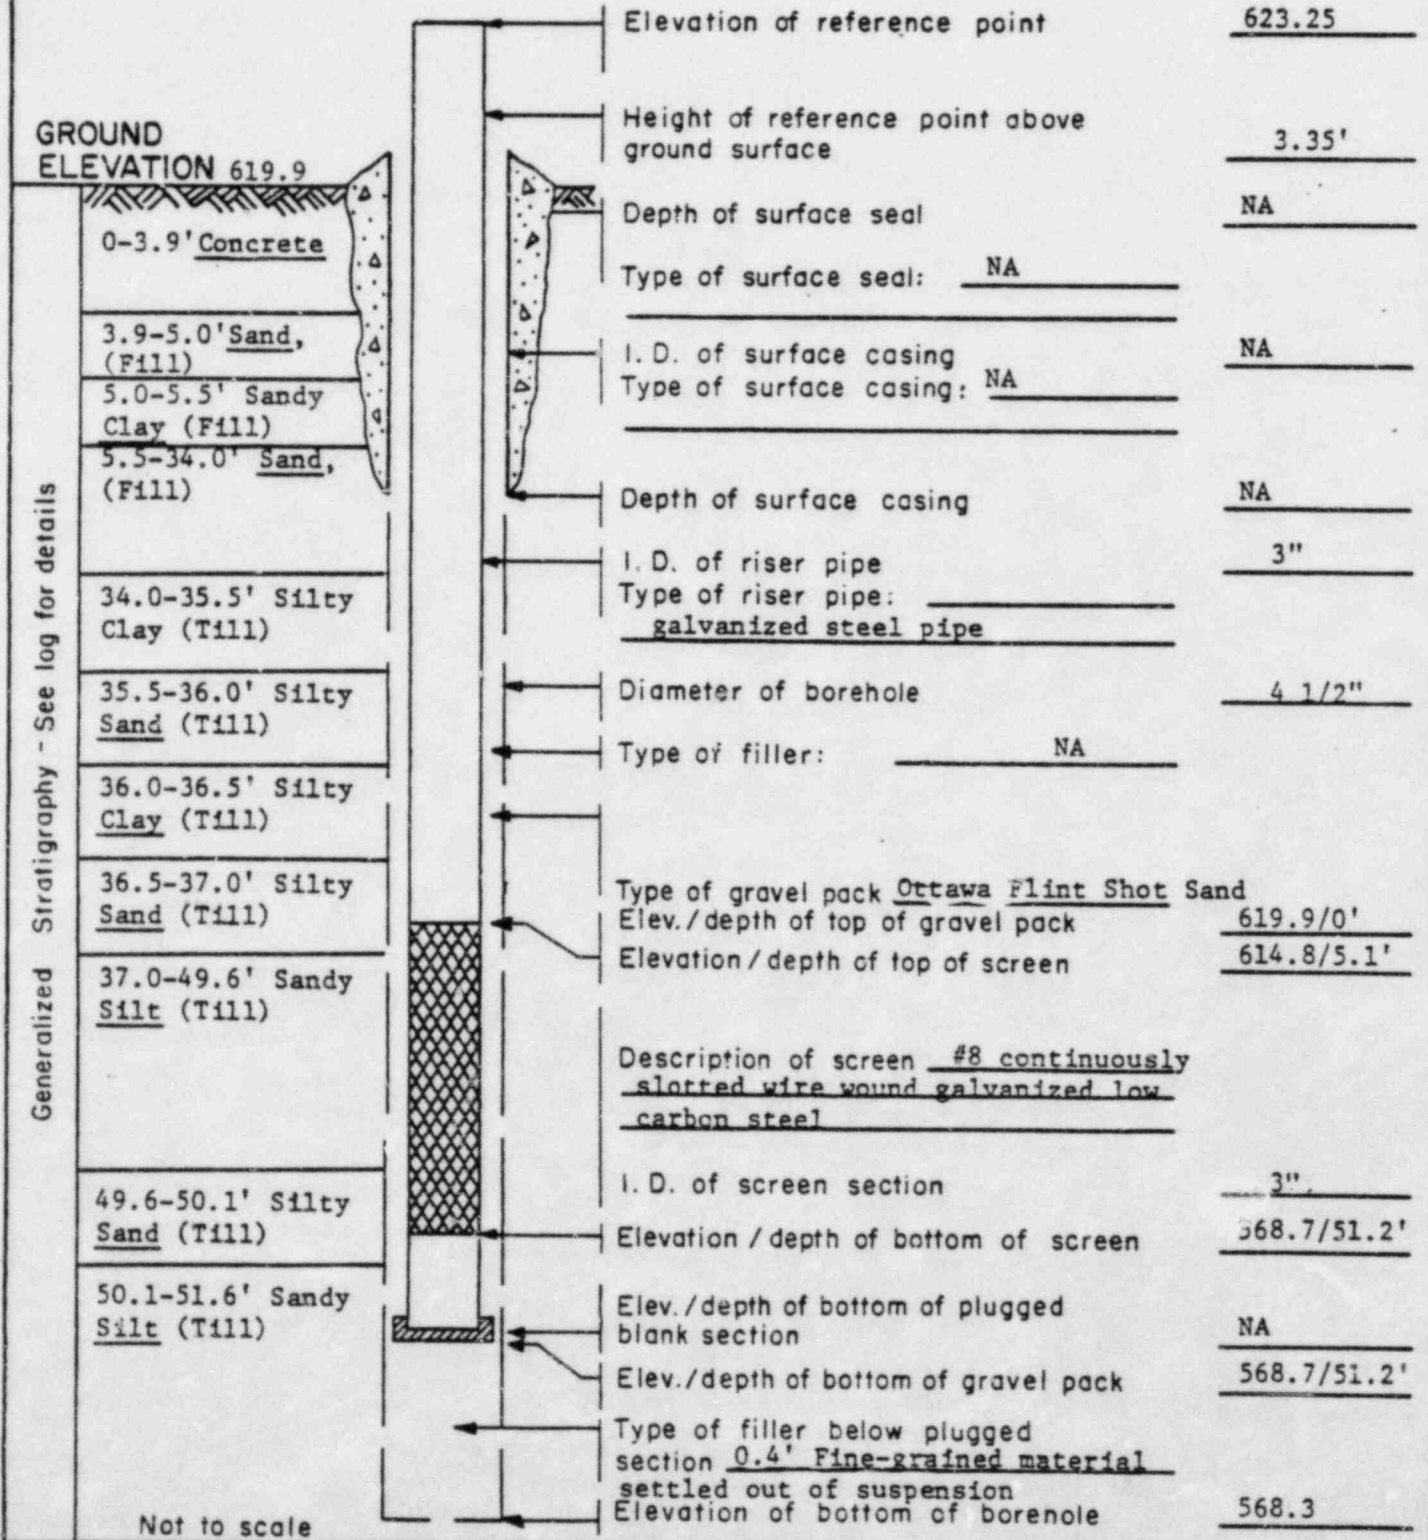 Elevation of reference point 623.25
Height of reference point above
ground surface 3.35'
GROUND
ELEVATION 619.9
Depth of surface seal NA
Type of surface seal: NA
I.D. of surface casing NA
Type of surface casing: NA
Depth of surface casing NA
I.D. of riser pipe 3"
Type of riser pipe:
galvanized steel pipe
Diameter of borehole 4 1/2"
Type of filler: NA
Type of gravel pack Ottawa Flint Shot Sand
Elev./depth of top of gravel pack 619.9/0'
Elevation/depth of top of screen 614.8/5.1'
Description of screen #8 continuously
slotted wire wound galvanized low
carbon steel
I.D. of screen section 3"
Elevation/depth of bottom of screen 568.7/51.2'
Elev./depth of bottom of plugged
blank section NA
Elev./depth of bottom of gravel pack 568.7/51.2'
Type of filler below plugged
section 0.4' Fine-grained material
settled out of suspension
Elevation of bottom of borenole 568.3
Generalized Stratigraphy - See log for details
0-3.9' Concrete
3.9-5.0' Sand,
(Fill)
5.0-5.5' Sandy
Clay (Fill)
5.5-34.0' Sand,
(Fill)
34.0-35.5' Silty
Clay (Till)
35.5-36.0' Silty
Sand (Till)
36.0-36.5' Silty
Clay (Till)
36.5-37.0' Silty
Sand (Till)
37.0-49.6' Sandy
Silt (Till)
49.6-50.1' Silty
Sand (Till)
50.1-51.6' Sandy
Silt (Till)
Not to scale